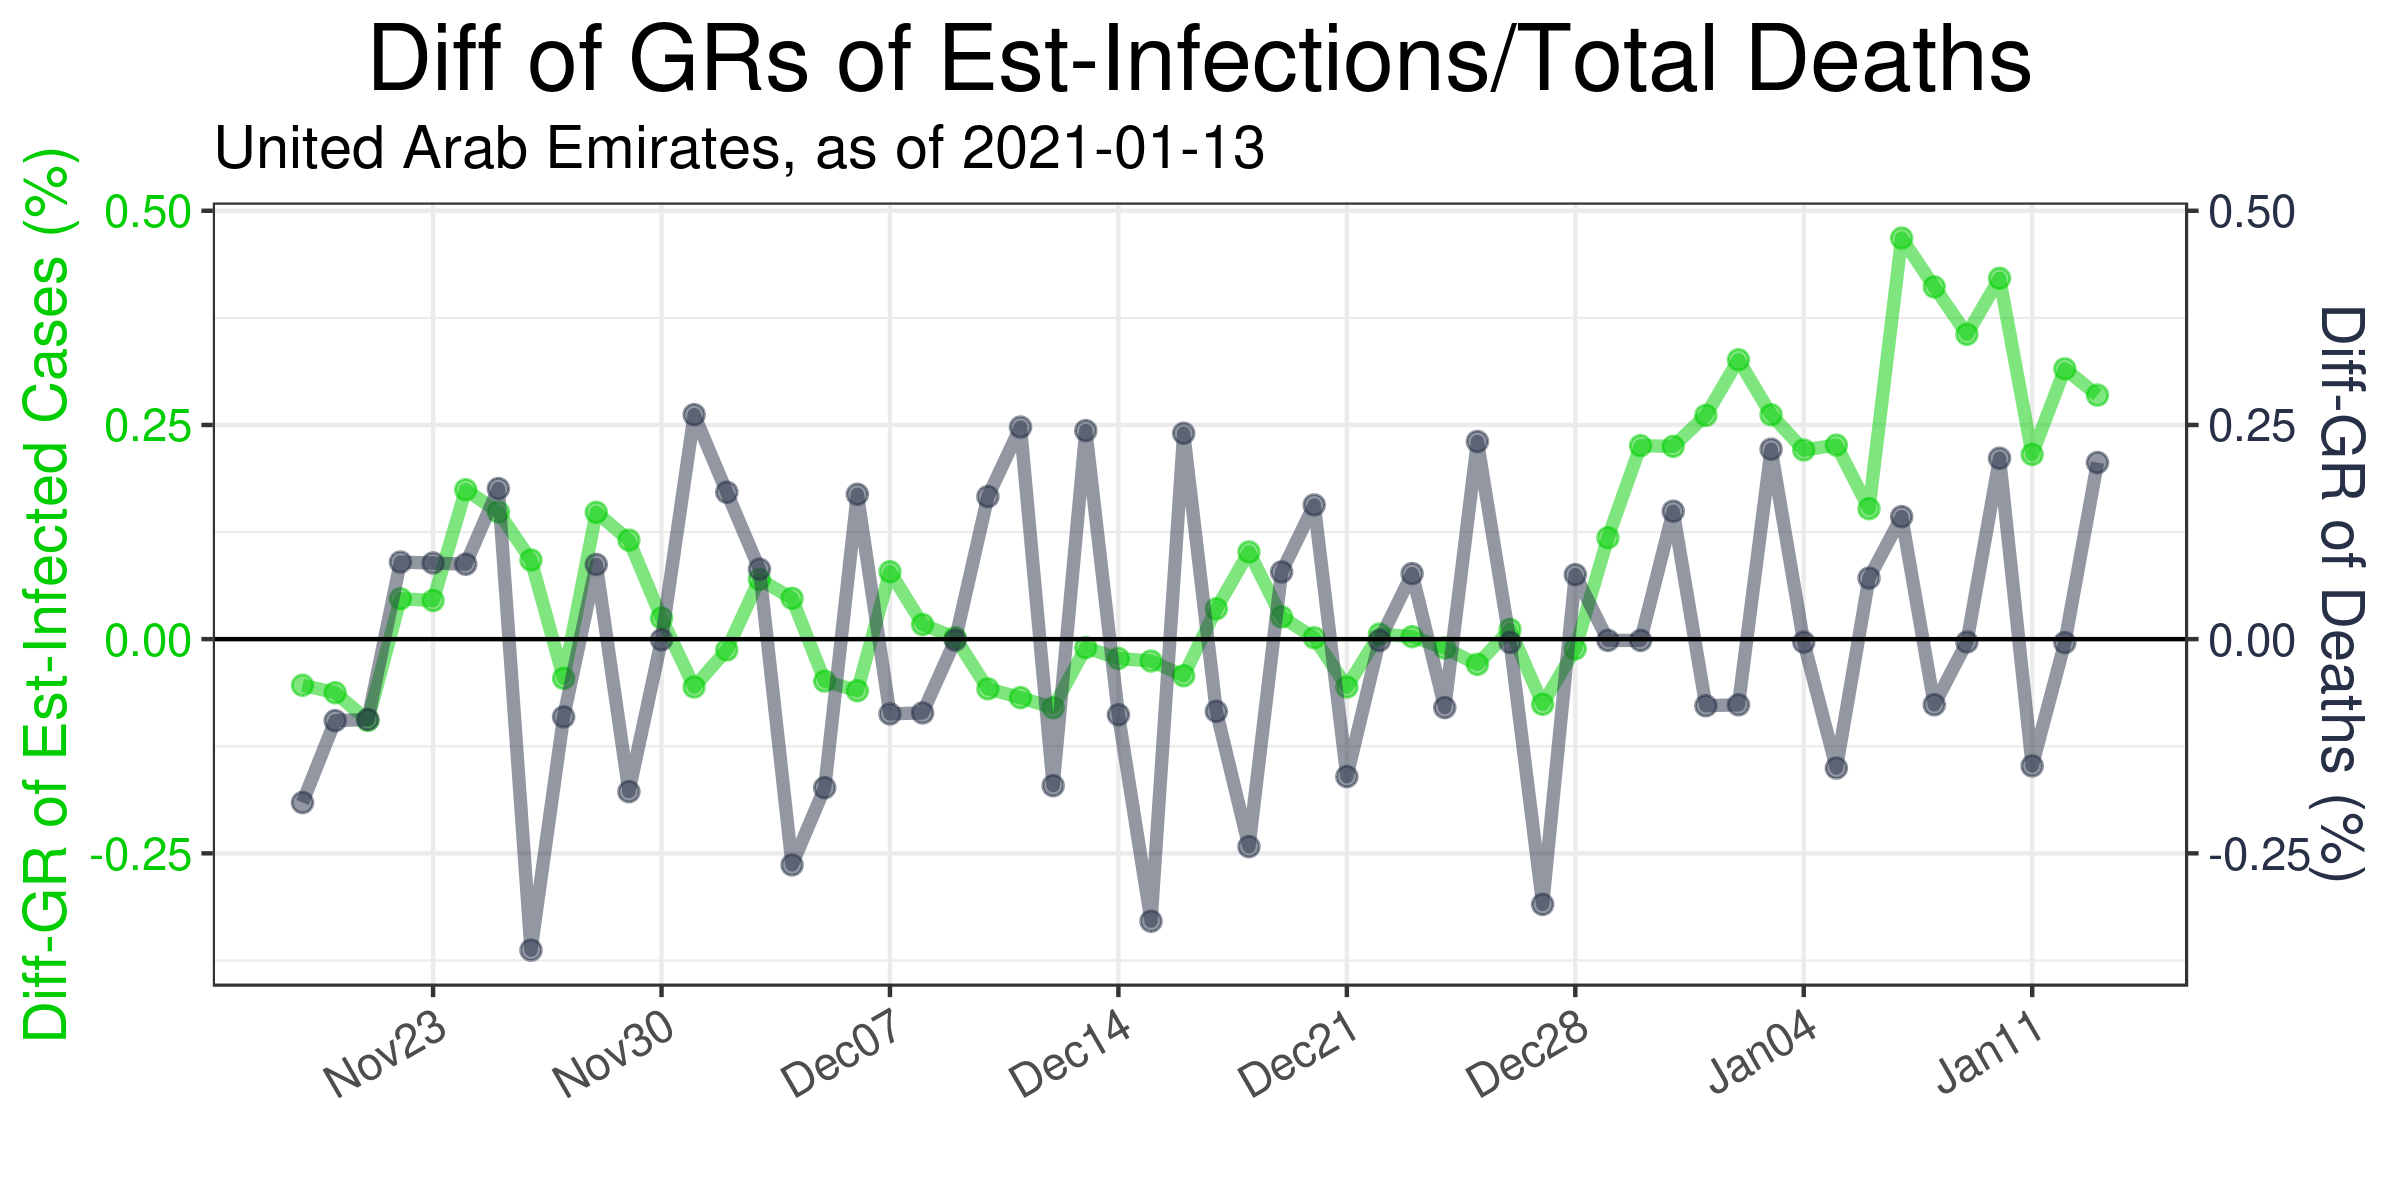 Diff of GRs of Est-Infections/Total Deaths
United Arab Emirates, as of 2021-01-13
Diff-GR of Est-Infected Cases (%)
0.50
0.25
0.00
-0.25
0.50
0.25
0.00
-0.25
Diff-GR of Deaths (%)
Nov23
Nov30
Dec07
Dec14
Dec21
Dec28
Jan04
Jan11